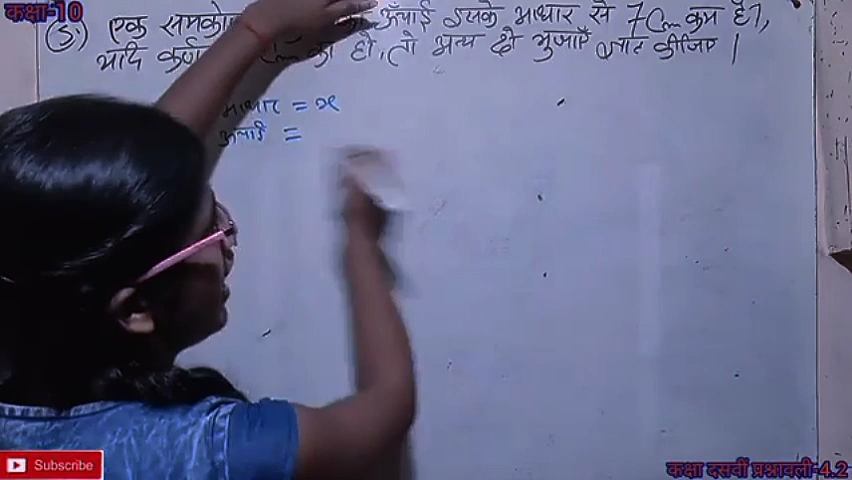 कक्षा-10
(5.) एक समको ऊँचाई इसके आधार से 7Cm कम है,
यदि कर्ण का हो, तो अन्य दो भुजाएँ ज्ञात कीजिए |
आधार = x
ऊँचाई =
Subscribe
कक्षा दसवीं प्रश्नावली-4.2